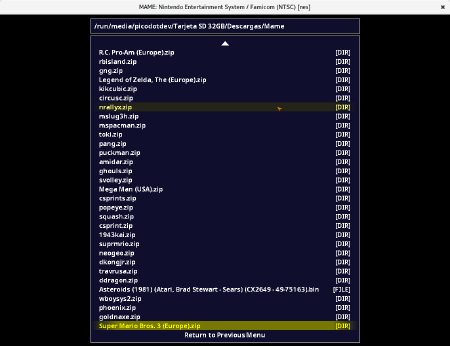 MAME: Nintendo Entertainment System / Famicom (NTSC) [nes]
/run/media/picodotdev/Tarjeta SD 32GB/Descargas/Mame
R.C. Pro-Am (Europe).zip [DIR]
rbisland.zip [DIR]
gng.zip [DIR]
Legend of Zelda, The (Europe).zip [DIR]
kikcubic.zip [DIR]
circusc.zip [DIR]
nrallyx.zip [DIR]
mslug3h.zip [DIR]
mspacman.zip [DIR]
toki.zip [DIR]
pang.zip [DIR]
puckman.zip [DIR]
amidar.zip [DIR]
ghouls.zip [DIR]
svolley.zip [DIR]
Mega Man (USA).zip [DIR]
csprints.zip [DIR]
popeye.zip [DIR]
squash.zip [DIR]
csprint.zip [DIR]
1943kai.zip [DIR]
suprmrio.zip [DIR]
neogeo.zip [DIR]
dkongjr.zip [DIR]
travrusa.zip [DIR]
ddragon.zip [DIR]
Asteroids (1981) (Atari, Brad Stewart - Sears) (CX2649 - 49-75163).bin [FILE]
wboysys2.zip [DIR]
phoenix.zip [DIR]
goldnaxe.zip [DIR]
Super Mario Bros. 3 (Europe).zip [DIR]
Return to Previous Menu